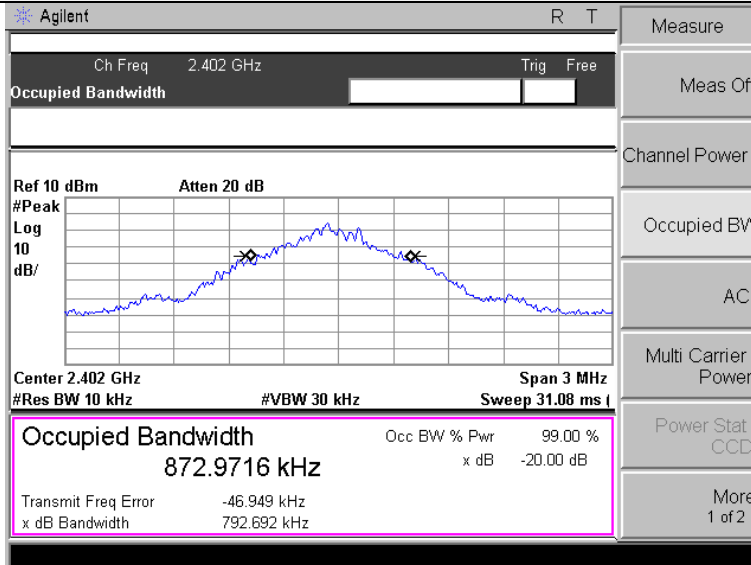 Agilent R T
Ch Freq 2.402 GHz Trig Free
Occupied Bandwidth
Ref 10 dBm Atten 20 dB
#Peak
Log
10
dB/
Center 2.402 GHz Span 3 MHz
#Res BW 10 kHz #VBW 30 kHz Sweep 31.08 ms (
Occupied Bandwidth Occ BW % Pwr 99.00 %
872.9716 kHz x dB -20.00 dB
Transmit Freq Error -46.949 kHz
x dB Bandwidth 792.692 kHz
Measure
Meas Of
Channel Power
Occupied BW
AC
Multi Carrier
Power
Power Stat
CCD
More
1 of 2